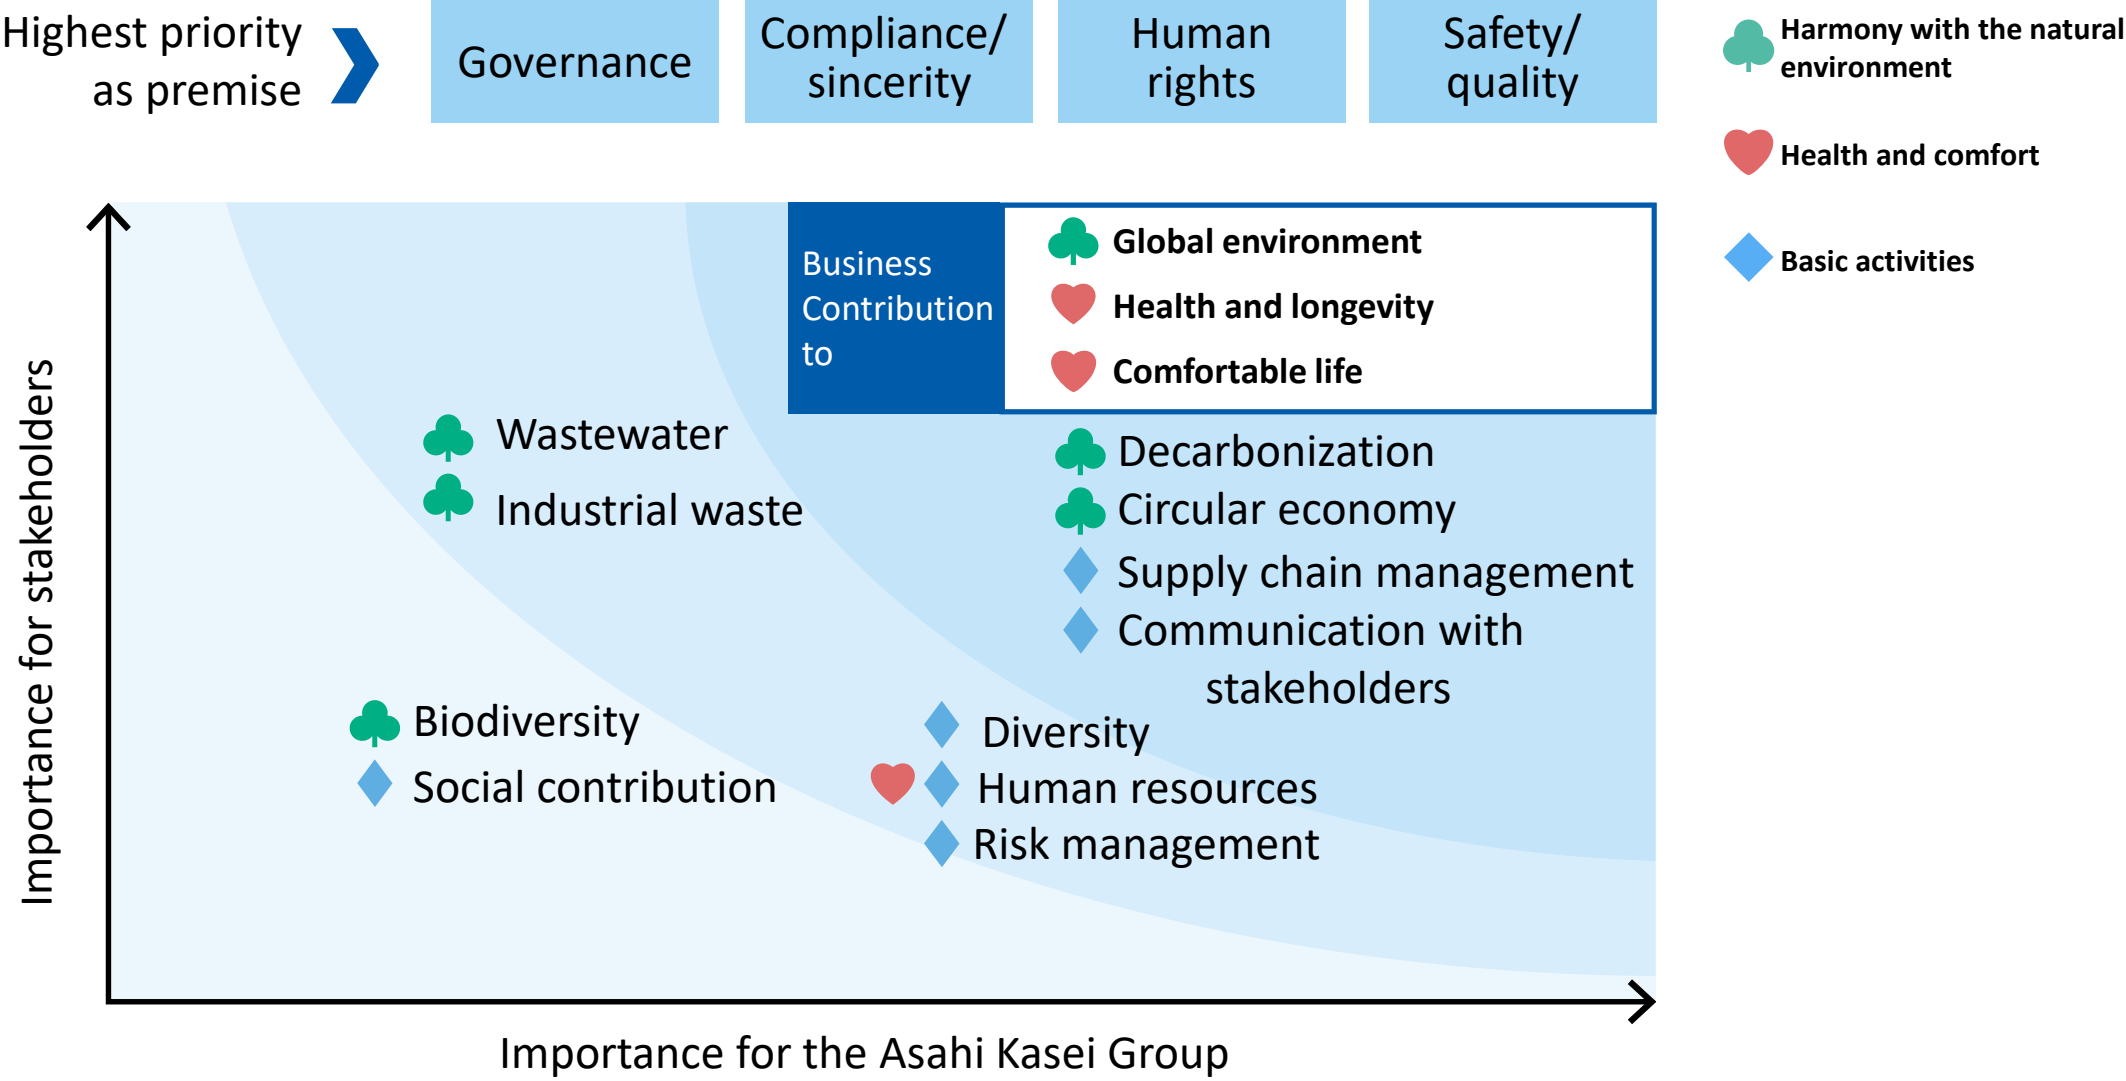 Highest priority
as premise
Governance
Compliance/
sincerity
Human
rights
Safety/
quality
Harmony with the natural
environment
Health and comfort
Basic activities
Importance for stakeholders
Business
Contribution
to
Global environment
Health and longevity
Comfortable life
Wastewater
Industrial waste
Decarbonization
Circular economy
Supply chain management
Communication with
stakeholders
Biodiversity
Social contribution
Diversity
Human resources
Risk management
Importance for the Asahi Kasei Group